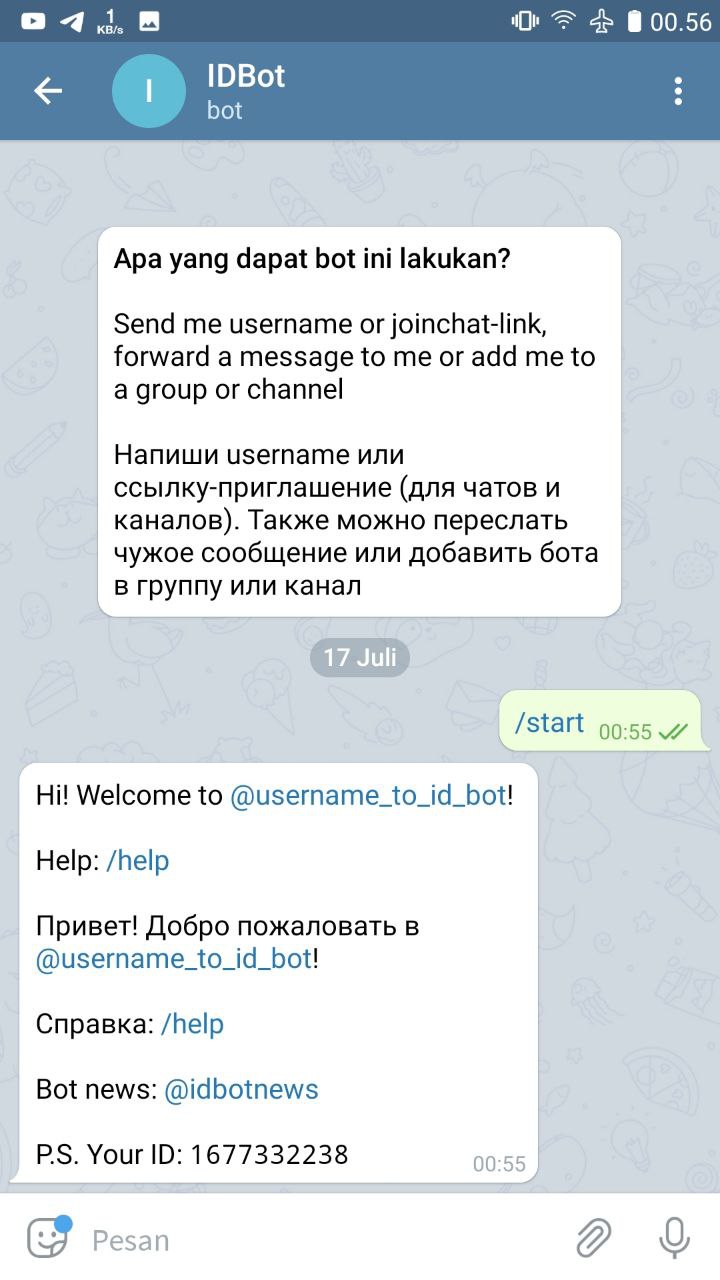 1
KB/s
00.56
I
IDBot
bot
Apa yang dapat bot ini lakukan?
Send me username or joinchat-link,
forward a message to me or add me to
a group or channel
Напиши username или
ссылку-приглашение (для чатов и
каналов). Также можно переслать
чужое сообщение или добавить бота
в группу или канал
17 Juli
/start 00:55
Hi! Welcome to @username_to_id_bot!
Help: /help
Привет! Добро пожаловать в
@username_to_id_bot!
Справка: /help
Bot news: @idbotnews
P.S. Your ID: 1677332238
00:55
Pesan